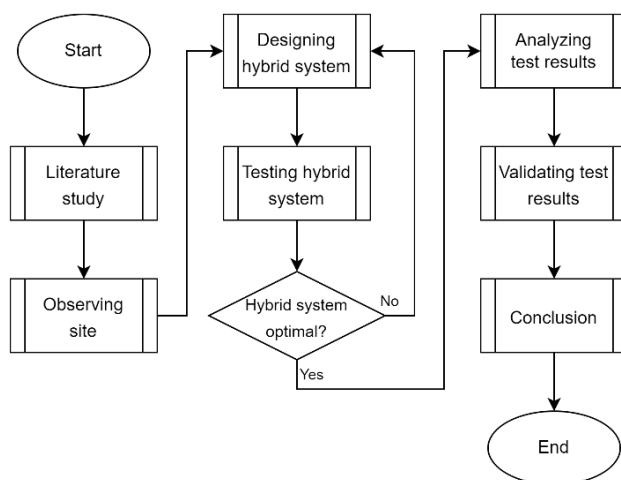 Start
Literature
study
Observing
site
Designing
hybrid system
Testing hybrid
system
Hybrid system
optimal?
No
Yes
Analyzing
test results
Validating test
results
Conclusion
End